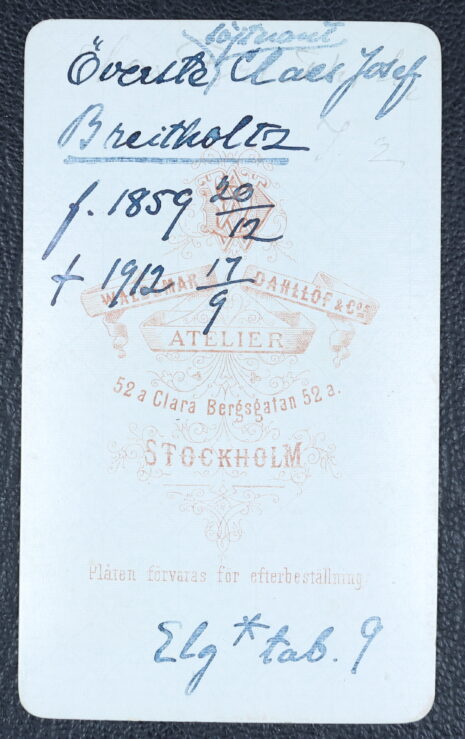 löjtnant
Överste Claes Josef
Breitholtz
f. 1859 20/12
† 1912 17/9
WALDEMAR DAHLLÖF & Co:s
ATELIER
52 a Clara Bergsgatan 52 a.
STOCKHOLM
Plåten förvaras för efterbeställning
Elg * tab. 9